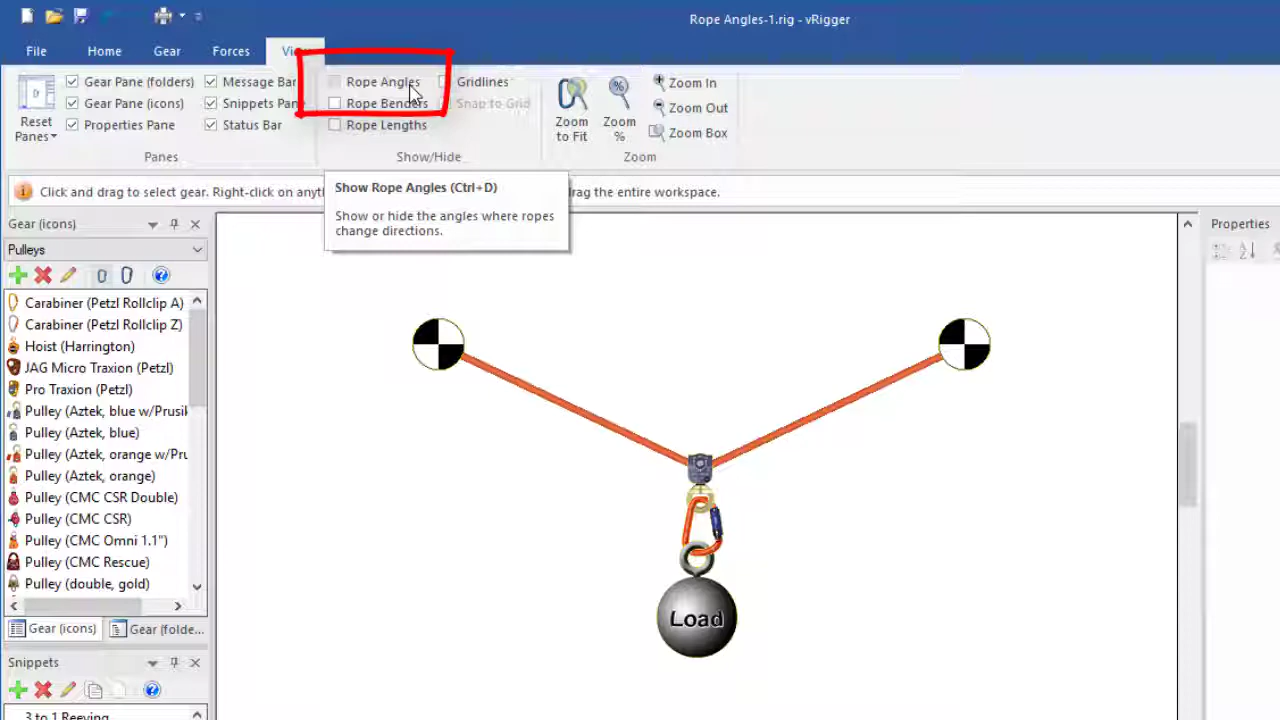 Rope Angles-1.rig - vRigger
File Home Gear Forces View
Gear Pane (folders) Message Bar Rope Angles Gridlines Zoom In
Gear Pane (icons) Snippets Pane Rope Benders Snap to Grid Zoom Out
Reset Panes Properties Pane Status Bar Rope Lengths Zoom to Fit Zoom % Zoom Box
Panes Show/Hide Zoom
Click and drag to select gear. Right-click on anyth drag the entire workspace.
Show Rope Angles (Ctrl+D)
Show or hide the angles where ropes
change directions.
Gear (icons)
Properties
Pulleys
Carabiner (Petzl Rollclip A)
Carabiner (Petzl Rollclip Z)
Hoist (Harrington)
JAG Micro Traxion (Petzl)
Pro Traxion (Petzl)
Pulley (Aztek, blue w/Prusik
Pulley (Aztek, blue)
Pulley (Aztek, orange w/Pru
Pulley (Aztek, orange)
Pulley (CMC CSR Double)
Pulley (CMC CSR)
Pulley (CMC Omni 1.1")
Pulley (CMC Rescue)
Pulley (double, gold)
Load
Gear (icons) Gear (folde...
Snippets
3 to 1 Reeving